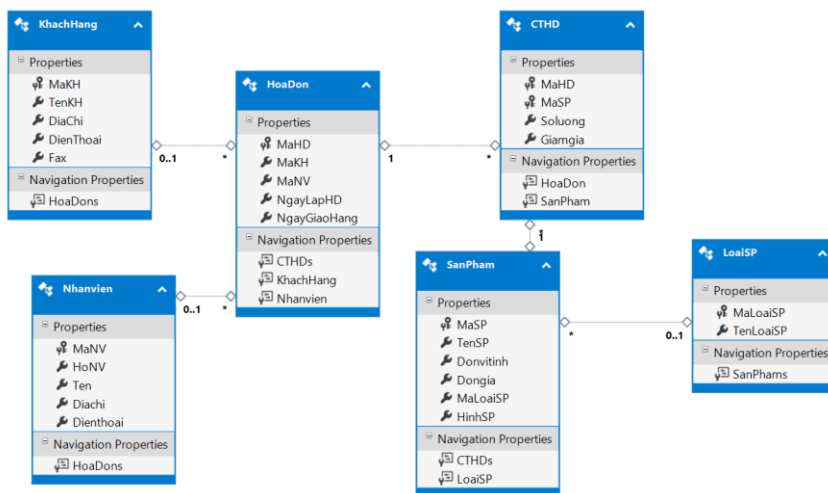 KhachHang
Properties
MaKH
TenKH
DiaChi
DienThoai
Fax
Navigation Properties
HoaDons
0..1
*
HoaDon
Properties
MaHD
MaKH
MaNV
NgayLapHD
NgayGiaoHang
Navigation Properties
CTHDs
KhachHang
Nhanvien
1
*
CTHD
Properties
MaHD
MaSP
Soluong
Giamgia
Navigation Properties
HoaDon
SanPham
*
1
Nhanvien
Properties
MaNV
HoNV
Ten
Diachi
Dienthoai
Navigation Properties
HoaDons
0..1
*
SanPham
Properties
MaSP
TenSP
Donvitinh
Dongia
MaLoaiSP
HinhSP
Navigation Properties
CTHDs
LoaiSP
*
0..1
LoaiSP
Properties
MaLoaiSP
TenLoaiSP
Navigation Properties
SanPhams